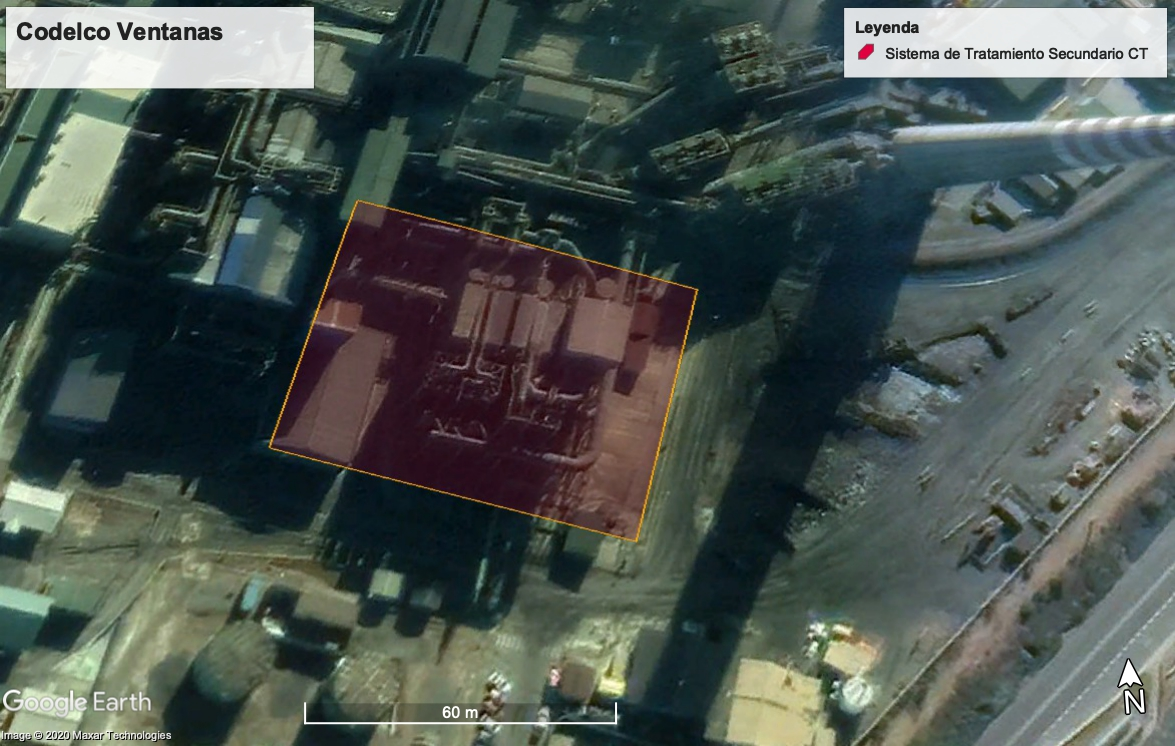 Codelco Ventanas
Leyenda
Sistema de Tratamiento Secundario CT
60 m
N
Google Earth
Image © 2020 Maxar Technologies